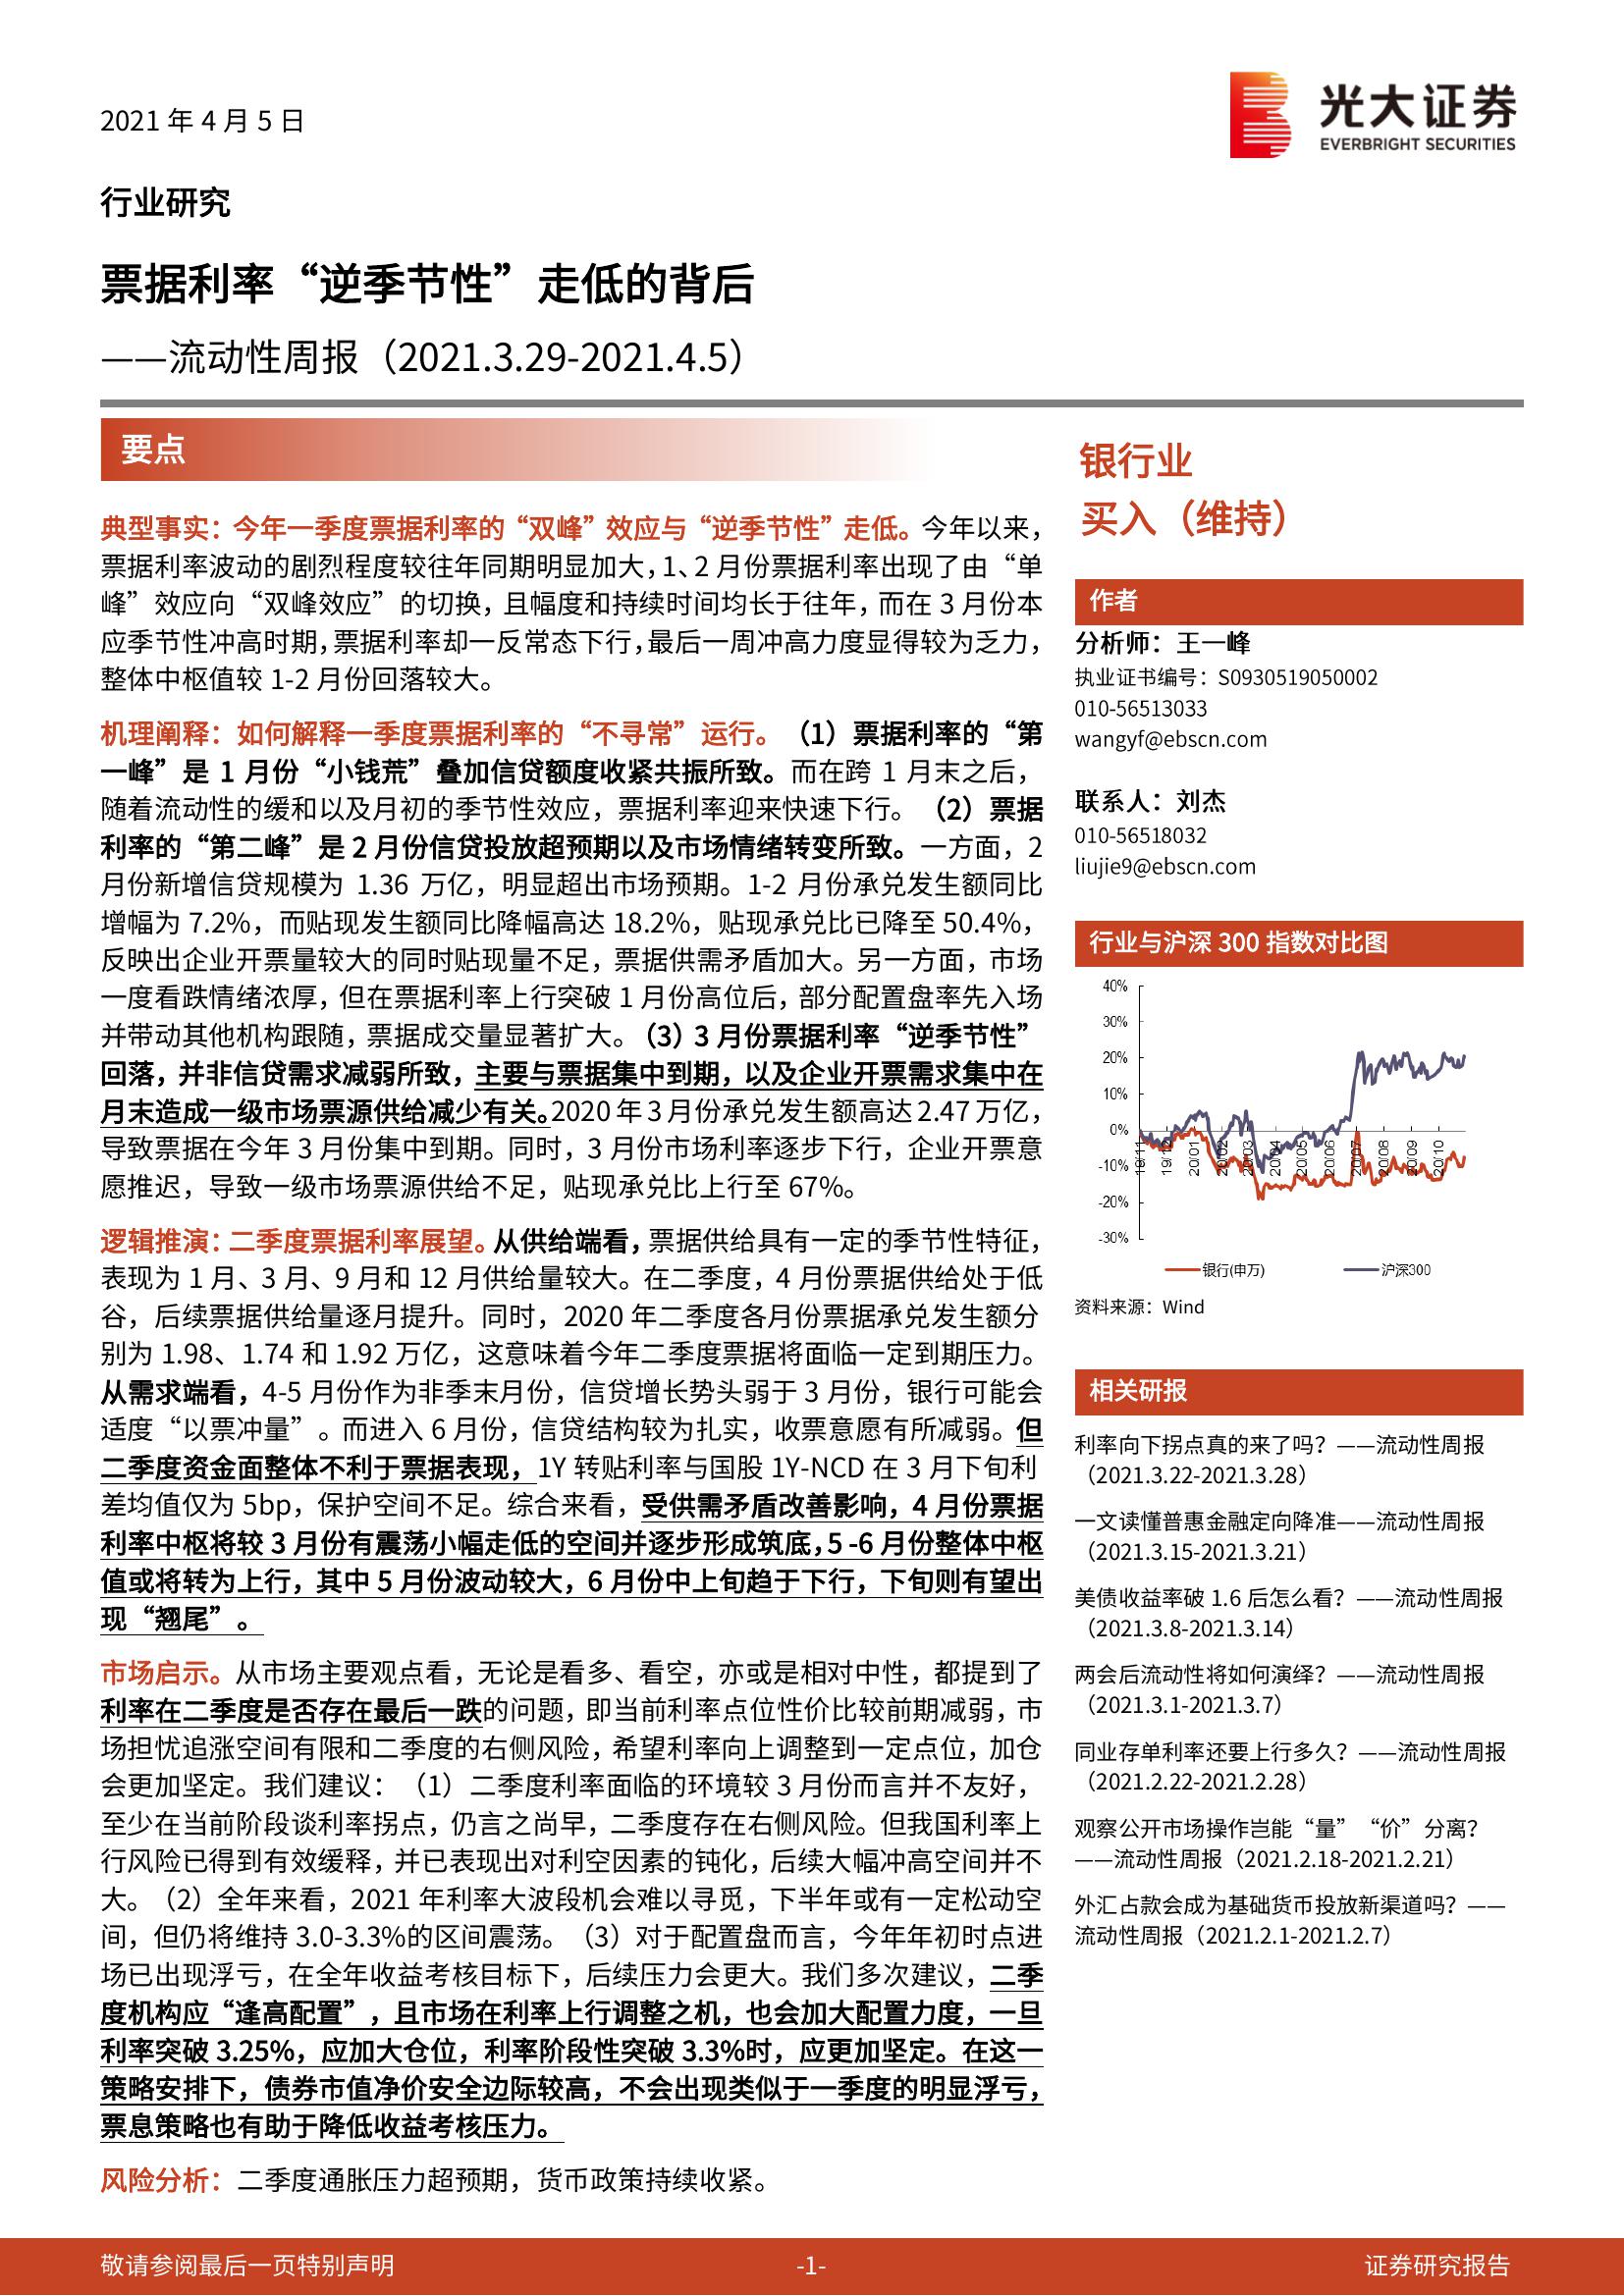 2021 年 4 月 5 日
光大证券
EVERBRIGHT SECURITIES
行业研究
票据利率“逆季节性”走低的背后
——流动性周报（2021.3.29-2021.4.5）
要点
典型事实：今年一季度票据利率的“双峰”效应与“逆季节性”走低。今年以来，
票据利率波动的剧烈程度较往年同期明显加大，1、2 月份票据利率出现了由“单
峰”效应向“双峰效应”的切换，且幅度和持续时间均长于往年，而在 3 月份本
应季节性冲高时期，票据利率却一反常态下行，最后一周冲高力度显得较为乏力，
整体中枢值较 1-2 月份回落较大。
机理阐释：如何解释一季度票据利率的“不寻常”运行。（1）票据利率的“第
一峰”是 1 月份“小钱荒”叠加信贷额度收紧共振所致。而在跨 1 月末之后，
随着流动性的缓和以及月初的季节性效应，票据利率迎来快速下行。（2）票据
利率的“第二峰”是 2 月份信贷投放超预期以及市场情绪转变所致。一方面，2
月份新增信贷规模为 1.36 万亿，明显超出市场预期。1-2 月份承兑发生额同比
增幅为 7.2%，而贴现发生额同比降幅高达 18.2%，贴现承兑比已降至 50.4%，
反映出企业开票量较大的同时贴现量不足，票据供需矛盾加大。另一方面，市场
一度看跌情绪浓厚，但在票据利率上行突破 1 月份高位后，部分配置盘率先入场
并带动其他机构跟随，票据成交量显著扩大。（3）3 月份票据利率“逆季节性”
回落，并非信贷需求减弱所致，主要与票据集中到期，以及企业开票需求集中在
月末造成一级市场票源供给减少有关。2020 年 3 月份承兑发生额高达 2.47 万亿，
导致票据在今年 3 月份集中到期。同时，3 月份市场利率逐步下行，企业开票意
愿推迟，导致一级市场票源供给不足，贴现承兑比上行至 67%。
逻辑推演：二季度票据利率展望。从供给端看，票据供给具有一定的季节性特征，
表现为 1 月、3 月、9 月和 12 月供给量较大。在二季度，4 月份票据供给处于低
谷，后续票据供给量逐月提升。同时，2020 年二季度各月份票据承兑发生额分
别为 1.98、1.74 和 1.92 万亿，这意味着今年二季度票据将面临一定到期压力。
从需求端看，4-5 月份作为非季末月份，信贷增长势头弱于 3 月份，银行可能会
适度“以票冲量”。而进入 6 月份，信贷结构较为扎实，收票意愿有所减弱。但
二季度资金面整体不利于票据表现，1Y 转贴利率与国股 1Y-NCD 在 3 月下旬利
差均值仅为 5bp，保护空间不足。综合来看，受供需矛盾改善影响，4 月份票据
利率中枢将较 3 月份有震荡小幅走低的空间并逐步形成筑底，5 -6 月份整体中枢
值或将转为上行，其中 5 月份波动较大，6 月份中上旬趋于下行，下旬则有望出
现“翘尾”。
市场启示。从市场主要观点看，无论是看多、看空，亦或是相对中性，都提到了
利率在二季度是否存在最后一跌的问题，即当前利率点位性价比较前期减弱，市
场担忧追涨空间有限和二季度的右侧风险，希望利率向上调整到一定点位，加仓
会更加坚定。我们建议：（1）二季度利率面临的环境较 3 月份而言并不友好，
至少在当前阶段谈利率拐点，仍言之尚早，二季度存在右侧风险。但我国利率上
行风险已得到有效缓释，并已表现出对利空因素的钝化，后续大幅冲高空间并不
大。（2）全年来看，2021 年利率大波段机会难以寻觅，下半年或有一定松动空
间，但仍将维持 3.0-3.3%的区间震荡。（3）对于配置盘而言，今年年初时点进
场已出现浮亏，在全年收益考核目标下，后续压力会更大。我们多次建议，二季
度机构应“逢高配置”，且市场在利率上行调整之机，也会加大配置力度，一旦
利率突破 3.25%，应加大仓位，利率阶段性突破 3.3%时，应更加坚定。在这一
策略安排下，债券市值净价安全边际较高，不会出现类似于一季度的明显浮亏，
票息策略也有助于降低收益考核压力。
风险分析：二季度通胀压力超预期，货币政策持续收紧。
银行业
买入（维持）
作者
分析师：王一峰
执业证书编号：S0930519050002
010-56513033
wangyf@ebscn.com
联系人：刘杰
010-56518032
liujie9@ebscn.com
行业与沪深 300 指数对比图
40%
30%
20%
10%
0%
-10%
-20%
-30%
19/11
19/12
20/01
20/02
20/03
20/04
20/05
20/06
20/07
20/08
20/09
20/10
银行(申万)
沪深300
资料来源：Wind
相关研报
利率向下拐点真的来了吗？——流动性周报
（2021.3.22-2021.3.28）
一文读懂普惠金融定向降准——流动性周报
（2021.3.15-2021.3.21）
美债收益率破 1.6 后怎么看？——流动性周报
（2021.3.8-2021.3.14）
两会后流动性将如何演绎？——流动性周报
（2021.3.1-2021.3.7）
同业存单利率还要上行多久？——流动性周报
（2021.2.22-2021.2.28）
观察公开市场操作岂能“量”“价”分离？
——流动性周报（2021.2.18-2021.2.21）
外汇占款会成为基础货币投放新渠道吗？——
流动性周报（2021.2.1-2021.2.7）
敬请参阅最后一页特别声明
-1-
证券研究报告